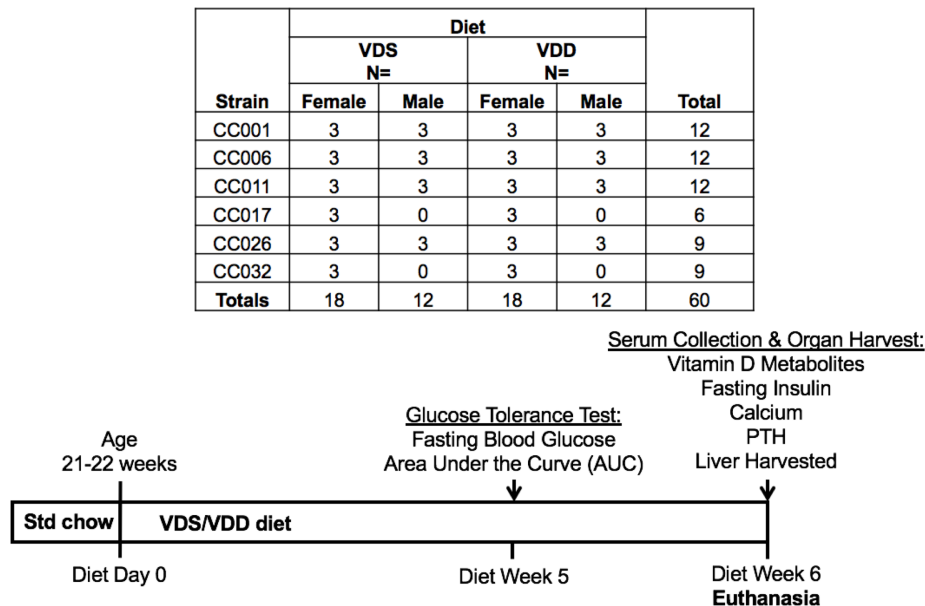 Diet
VDS VDD
N= N=
Strain Female Male Female Male Total
CC001 3 3 3 3 12
CC006 3 3 3 3 12
CC011 3 3 3 3 12
CC017 3 0 3 0 6
CC026 3 3 3 3 9
CC032 3 0 3 0 9
Totals 18 12 18 12 60
Serum Collection & Organ Harvest:
Vitamin D Metabolites
Fasting Insulin
Calcium
PTH
Liver Harvested
Glucose Tolerance Test:
Fasting Blood Glucose
Area Under the Curve (AUC)
Age
21-22 weeks
Std chow VDS/VDD diet
Diet Day 0 Diet Week 5 Diet Week 6
Euthanasia